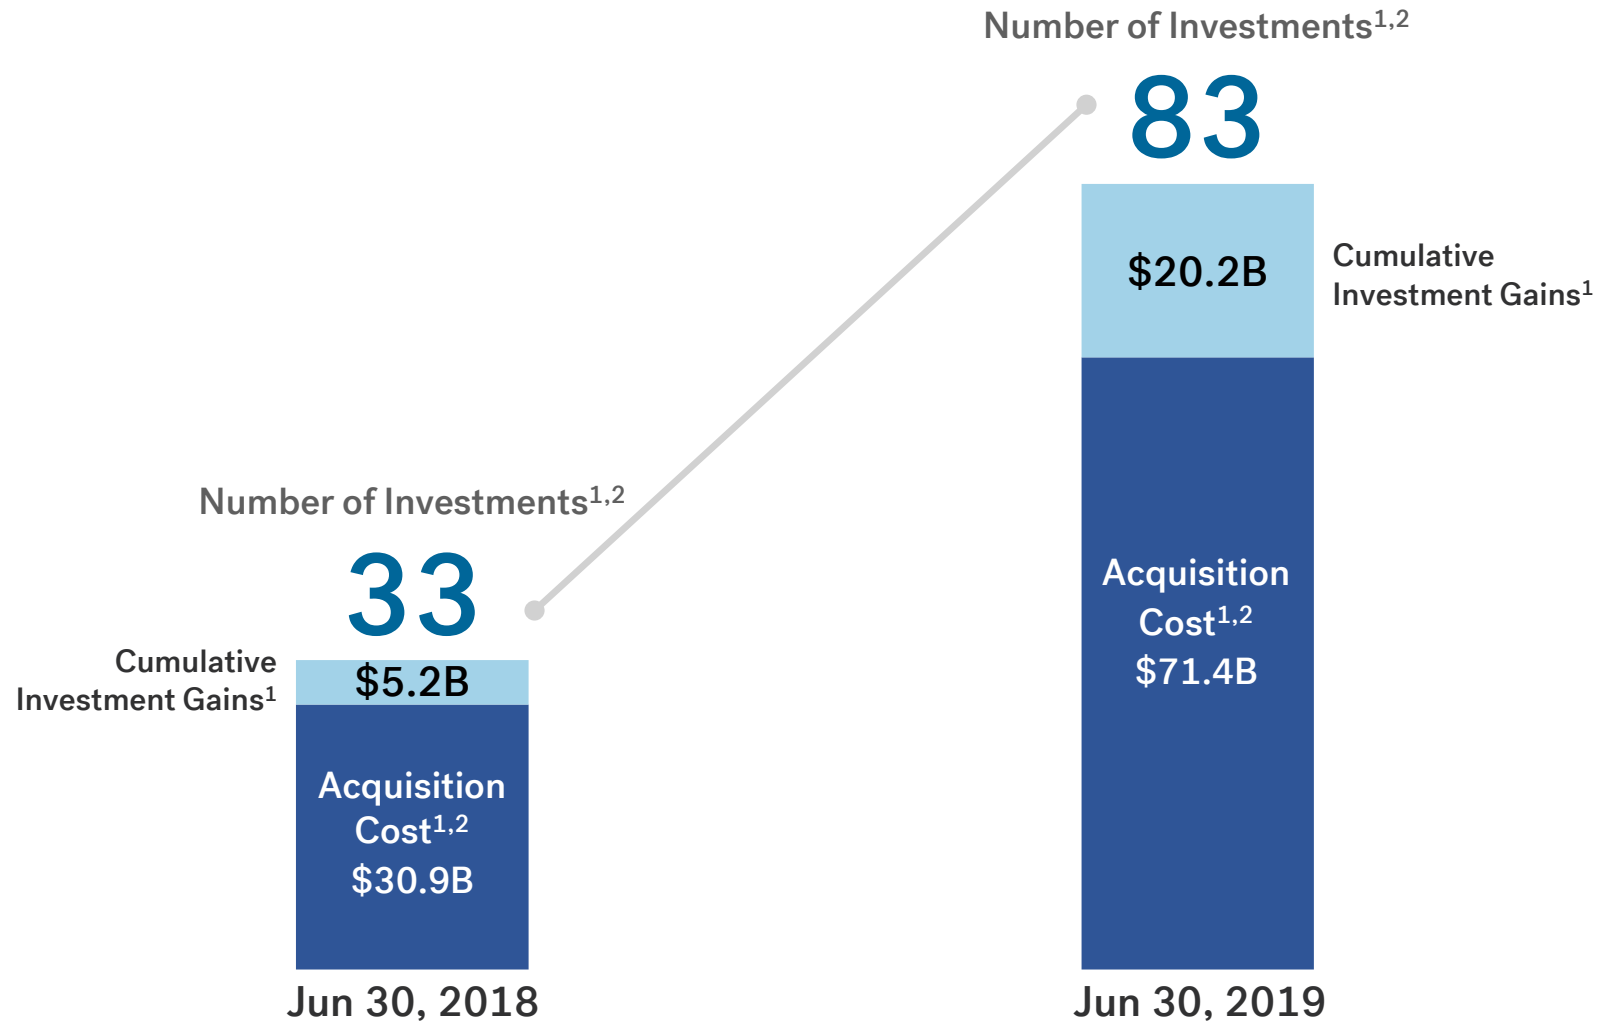 Number of Investments1,2
83
$20.2B
Cumulative
Investment Gains1
Acquisition
Cost1,2
$71.4B
Number of Investments1,2
33
Cumulative
Investment Gains1
$5.2B
Acquisition
Cost1,2
$30.9B
Jun 30, 2018
Jun 30, 2019